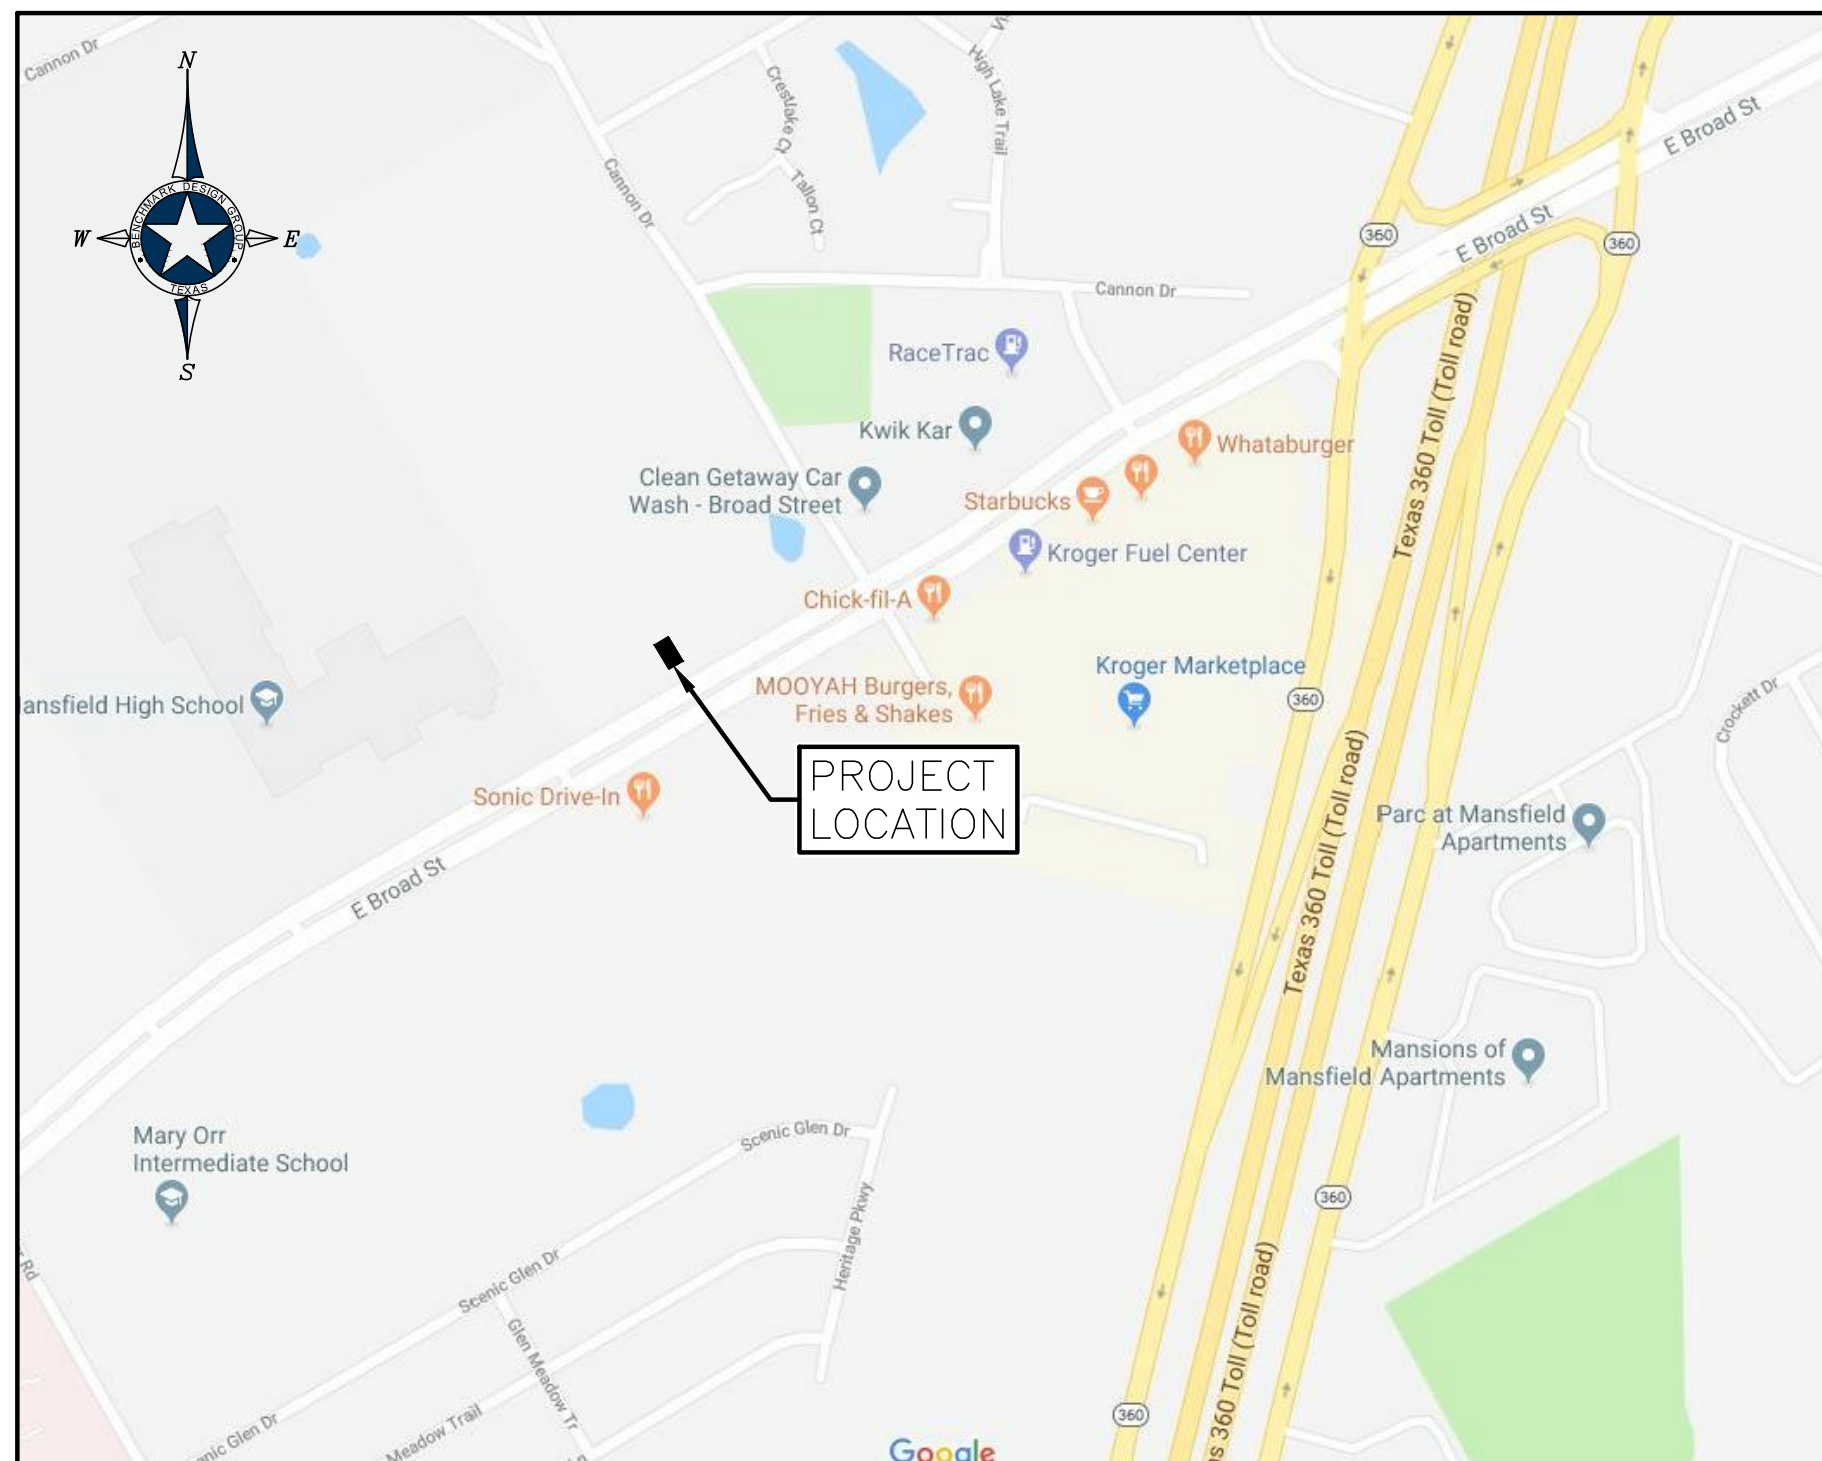 Cannon Dr
N
W
E
S
BENCHMARK DESIGN GROUP
TEXAS
Crestlake Ct
Tallon Ct
High Lake Trail
Cannon Dr
Cannon Dr
E Broad St
E Broad St
360
360
RaceTrac
Kwik Kar
Clean Getaway Car
Wash - Broad Street
Whataburger
Starbucks
Kroger Fuel Center
Chick-fil-A
Texas 360 Toll (Toll road)
Kroger Marketplace
360
MOOYAH Burgers,
Fries & Shakes
ansfield High School
Crockett Dr
PROJECT
LOCATION
Sonic Drive-In
Parc at Mansfield
Apartments
E Broad St
Texas 360 Toll (Toll road)
Mansions of
Mansfield Apartments
Mary Orr
Intermediate School
Scenic Glen Dr
Heritage Pkwy
360
Rd
Scenic Glen Dr
Glen Meadow Tr
s 360 Toll (Toll road)
360
nic Glen Dr
Meadow Trail
Ln
Google